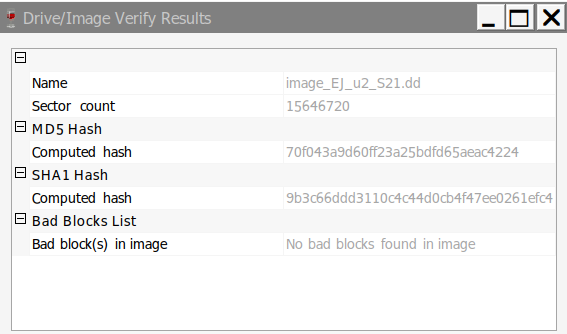 Drive/Image Verify Results
Name image_EJ_u2_S21.dd
Sector count 15646720
MD5 Hash
Computed hash 70f043a9d60ff23a25bdfd65aeac4224
SHA1 Hash
Computed hash 9b3c66ddd3110c4c44d0cb4f47ee0261efc4
Bad Blocks List
Bad block(s) in image No bad blocks found in image